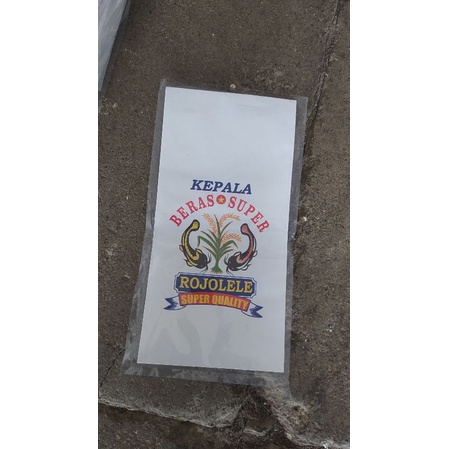 KEPALA
BERAS SUPER
ROJOLELE
SUPER QUALITY